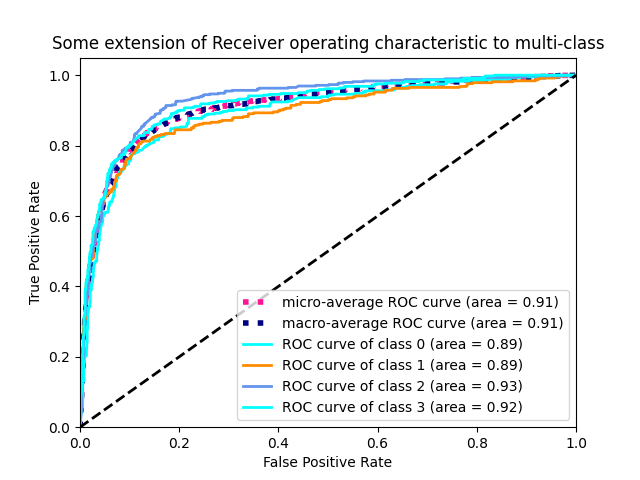 Some extension of Receiver operating characteristic to multi-class
True Positive Rate
1.0
0.8
0.6
0.4
0.2
0.0
micro-average ROC curve (area = 0.91)
macro-average ROC curve (area = 0.91)
ROC curve of class 0 (area = 0.89)
ROC curve of class 1 (area = 0.89)
ROC curve of class 2 (area = 0.93)
ROC curve of class 3 (area = 0.92)
0.0 0.2 0.4 0.6 0.8 1.0
False Positive Rate